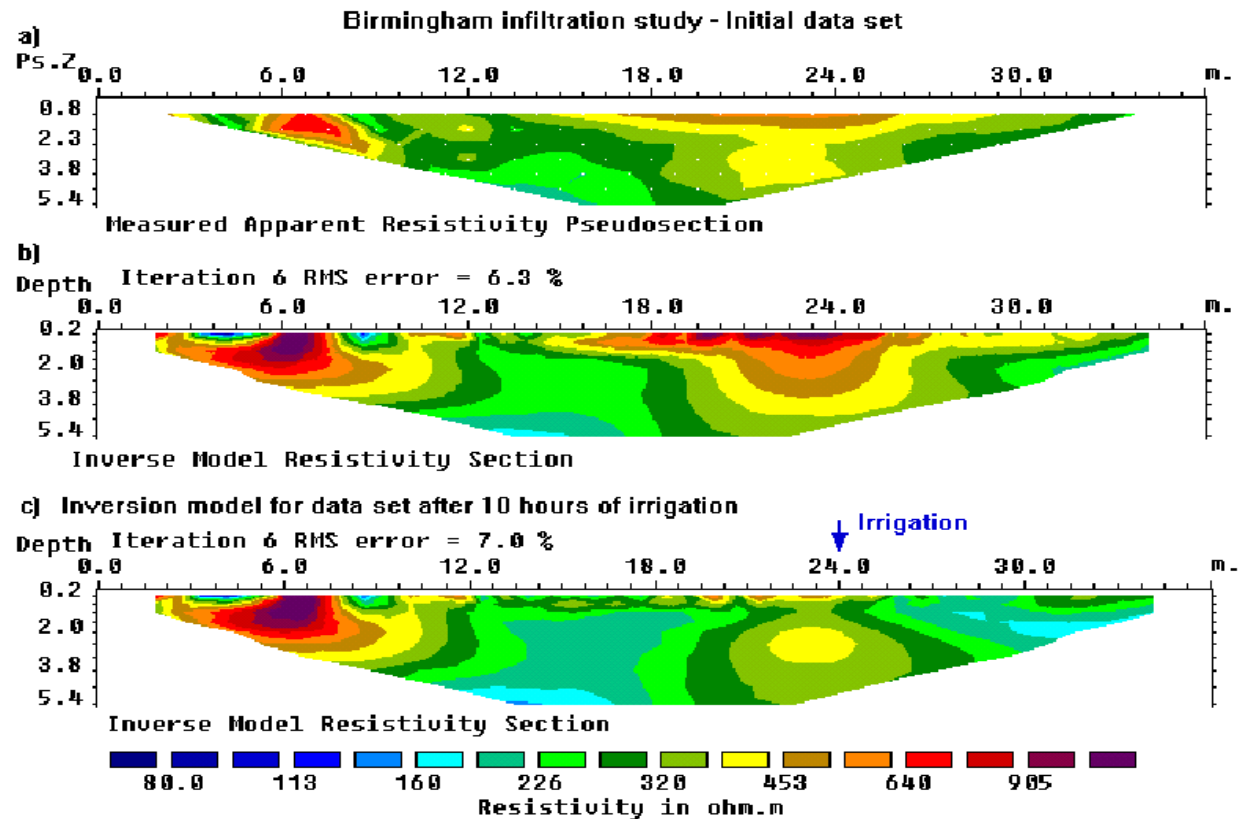 Birmingham infiltration study - Initial data set
a)
Ps.Z 0.0 6.0 12.0 18.0 24.0 30.0 m.
0.8
2.3
3.8
5.4
Measured Apparent Resistivity Pseudosection
b)
Iteration 6 RMS error = 6.3 %
Depth 0.0 6.0 12.0 18.0 24.0 30.0 m.
0.2
2.0
3.8
5.4
Inverse Model Resistivity Section
c) Inversion model for data set after 10 hours of irrigation
Irrigation
Depth Iteration 6 RMS error = 7.0 %
0.0 6.0 12.0 18.0 24.0 30.0 m.
0.2
2.0
3.8
5.4
Inverse Model Resistivity Section
80.0 113 160 226 320 453 640 905
Resistivity in ohm.m